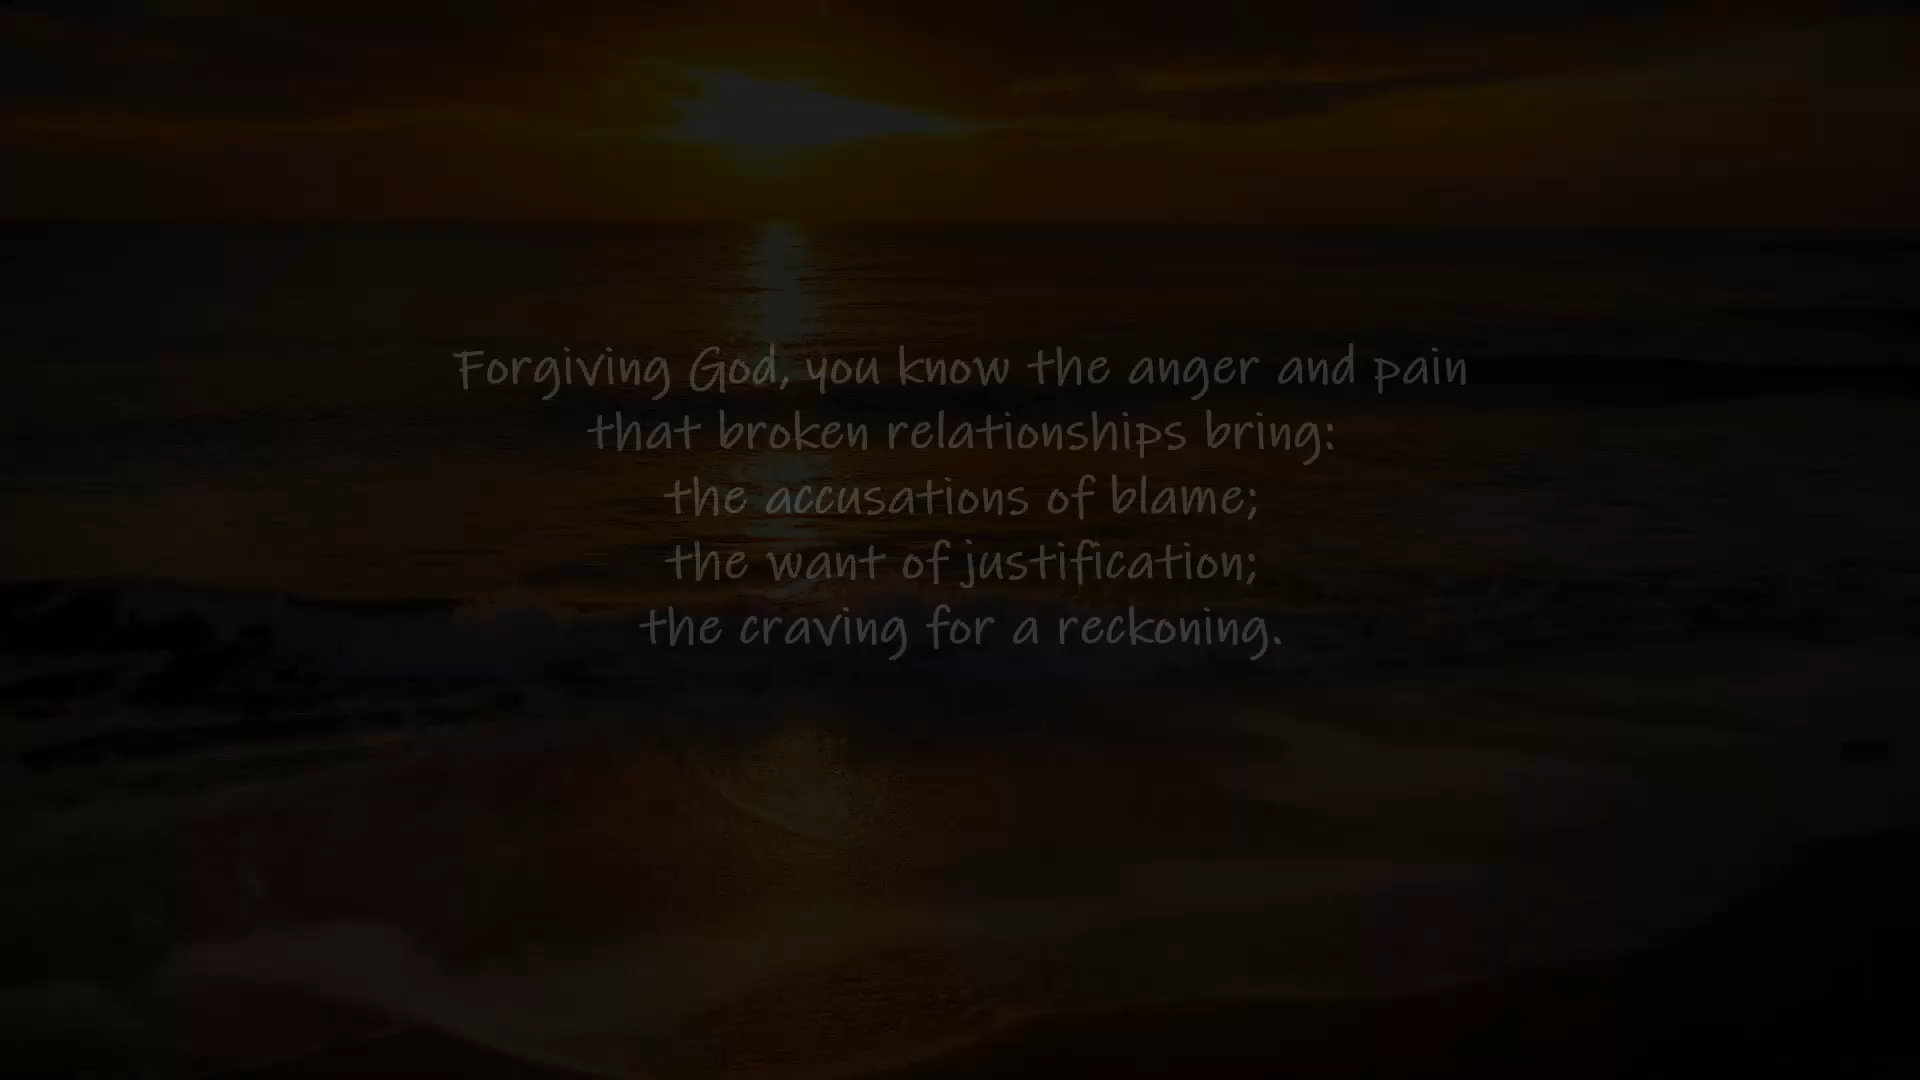 Forgiving God, you know the anger and pain
that broken relationships bring:
the accusations of blame;
the want of justification;
the craving for a reckoning.